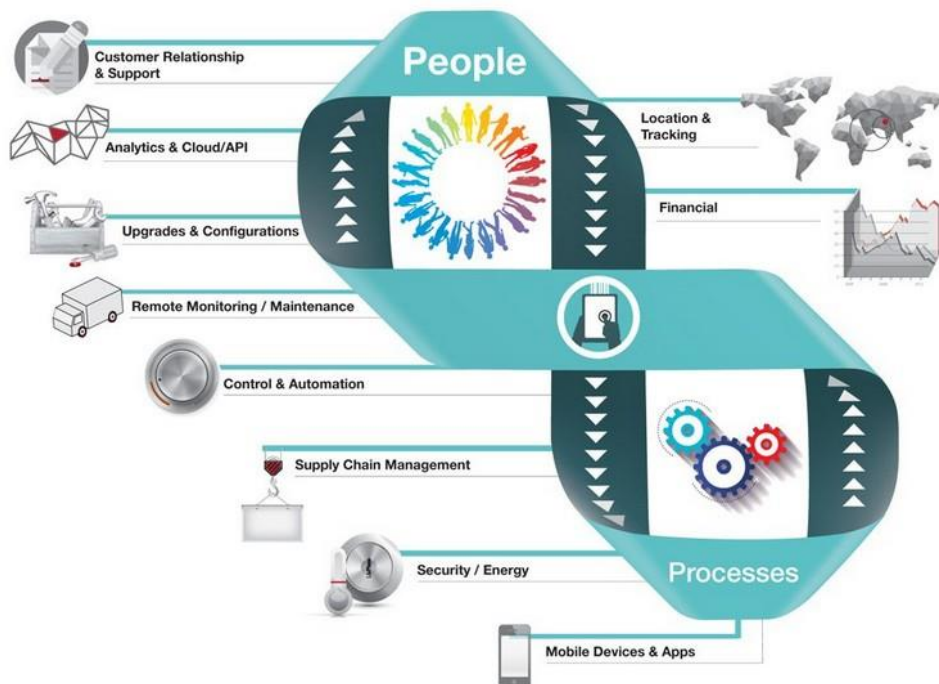 People
Customer Relationship
& Support
Location &
Tracking
Analytics & Cloud/API
Financial
Upgrades & Configurations
Remote Monitoring / Maintenance
Control & Automation
Supply Chain Management
Security / Energy
Processes
Mobile Devices & Apps